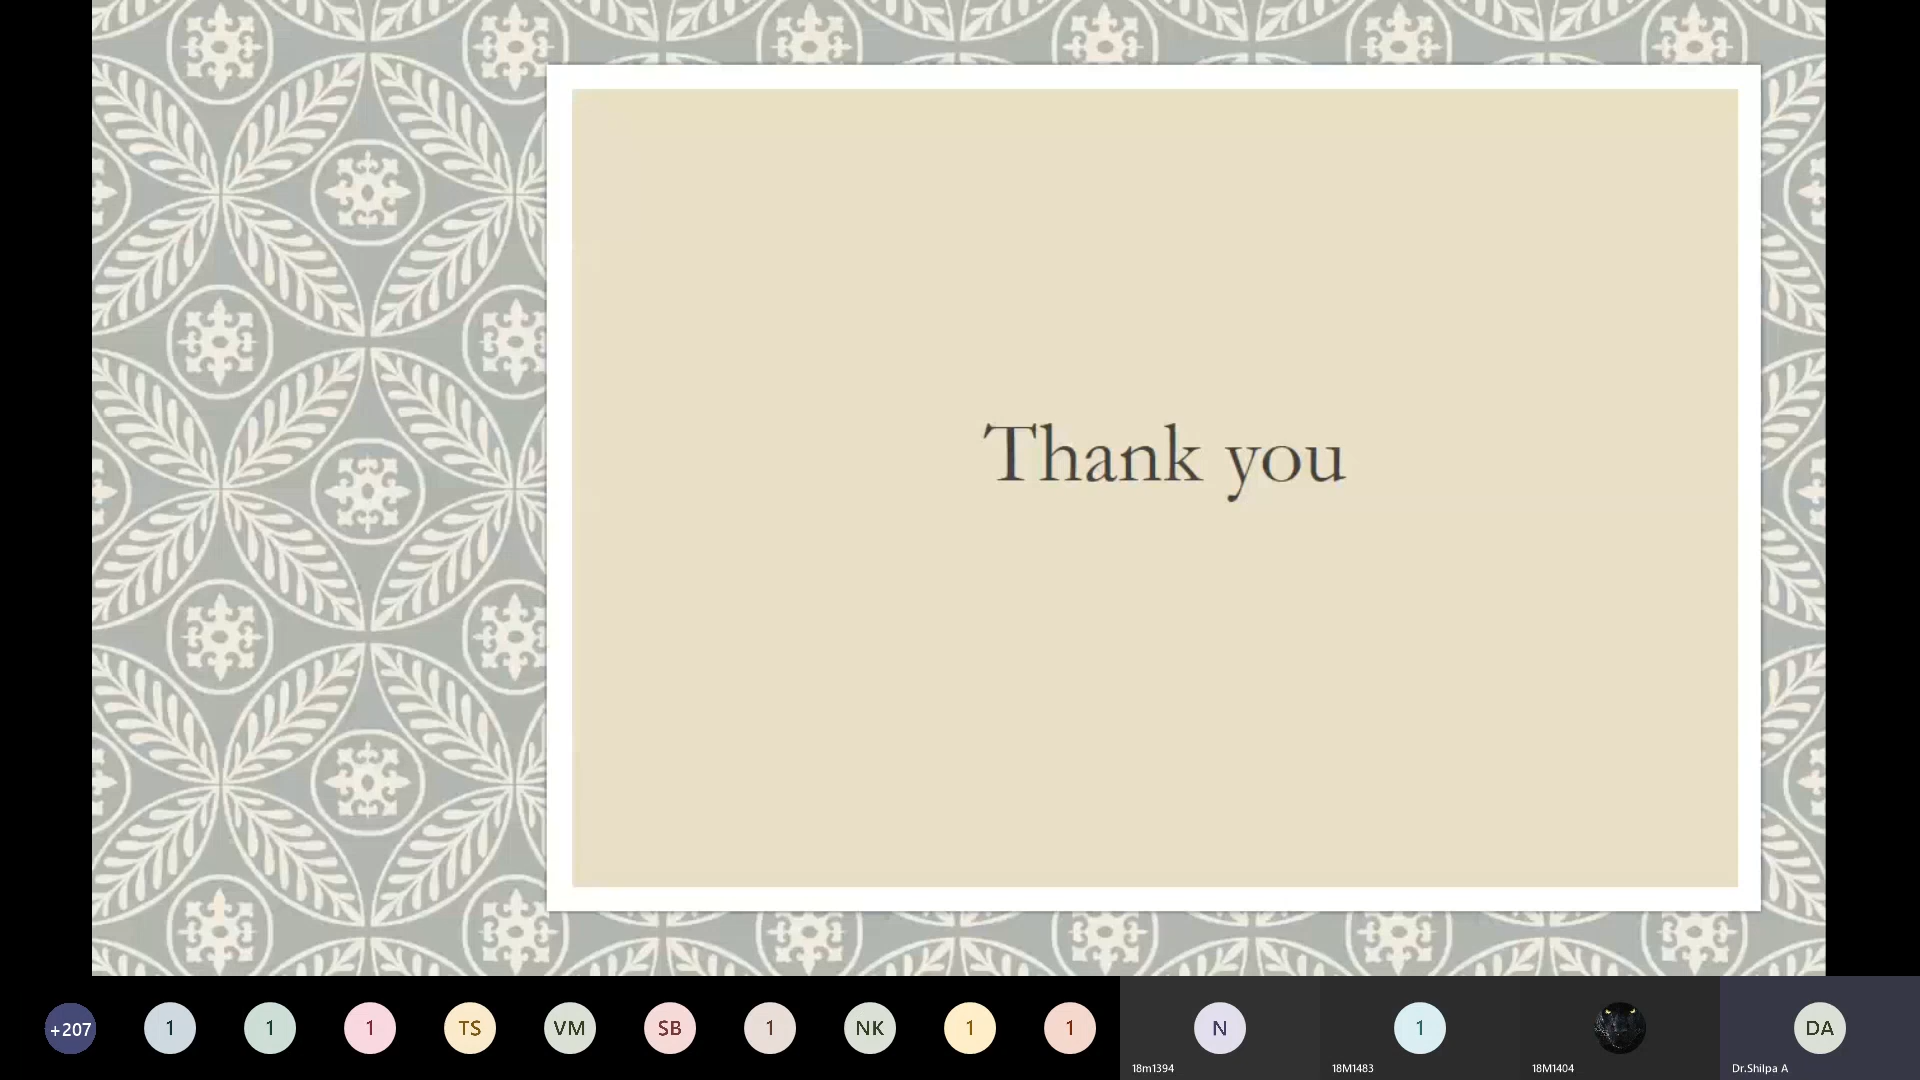 Thank you
+207
1
1
1
TS
VM
SB
1
NK
1
1
N
1
DA
18m1394
18M1483
18M1404
Dr.Shilpa A